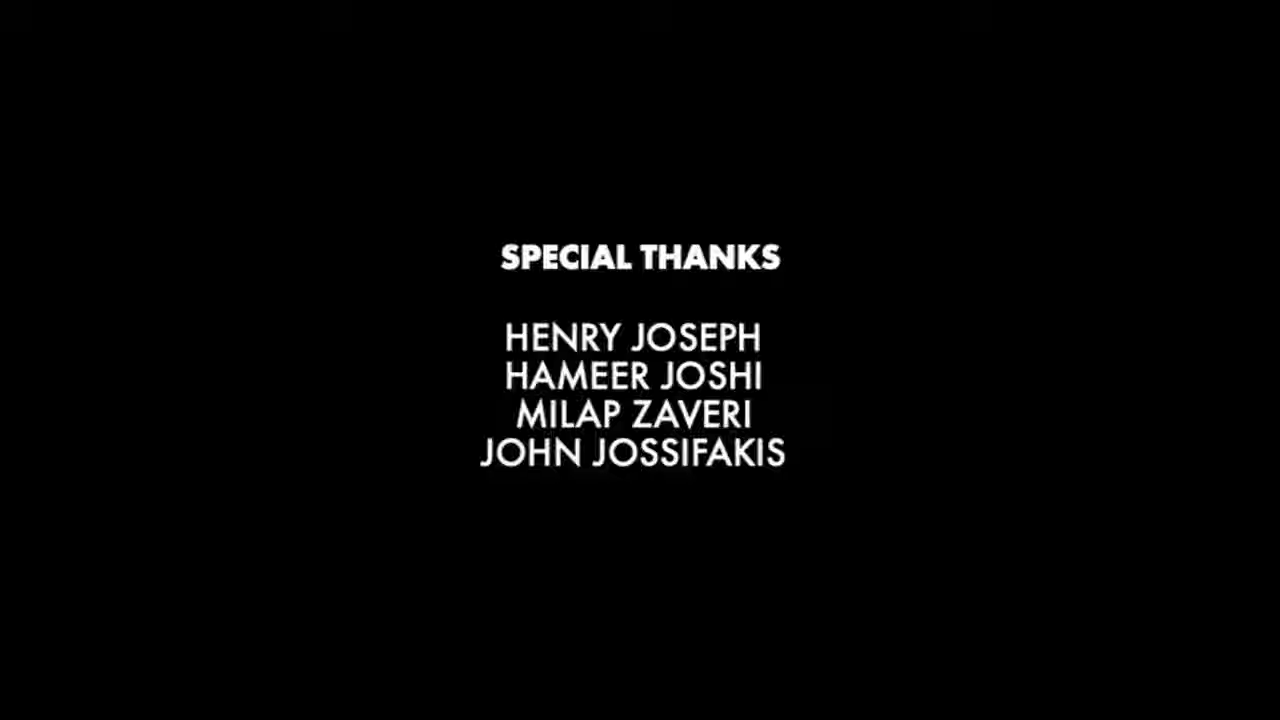 SPECIAL THANKS
HENRY JOSEPH
HAMEER JOSHI
MILAP ZAVERI
JOHN JOSSIFAKIS